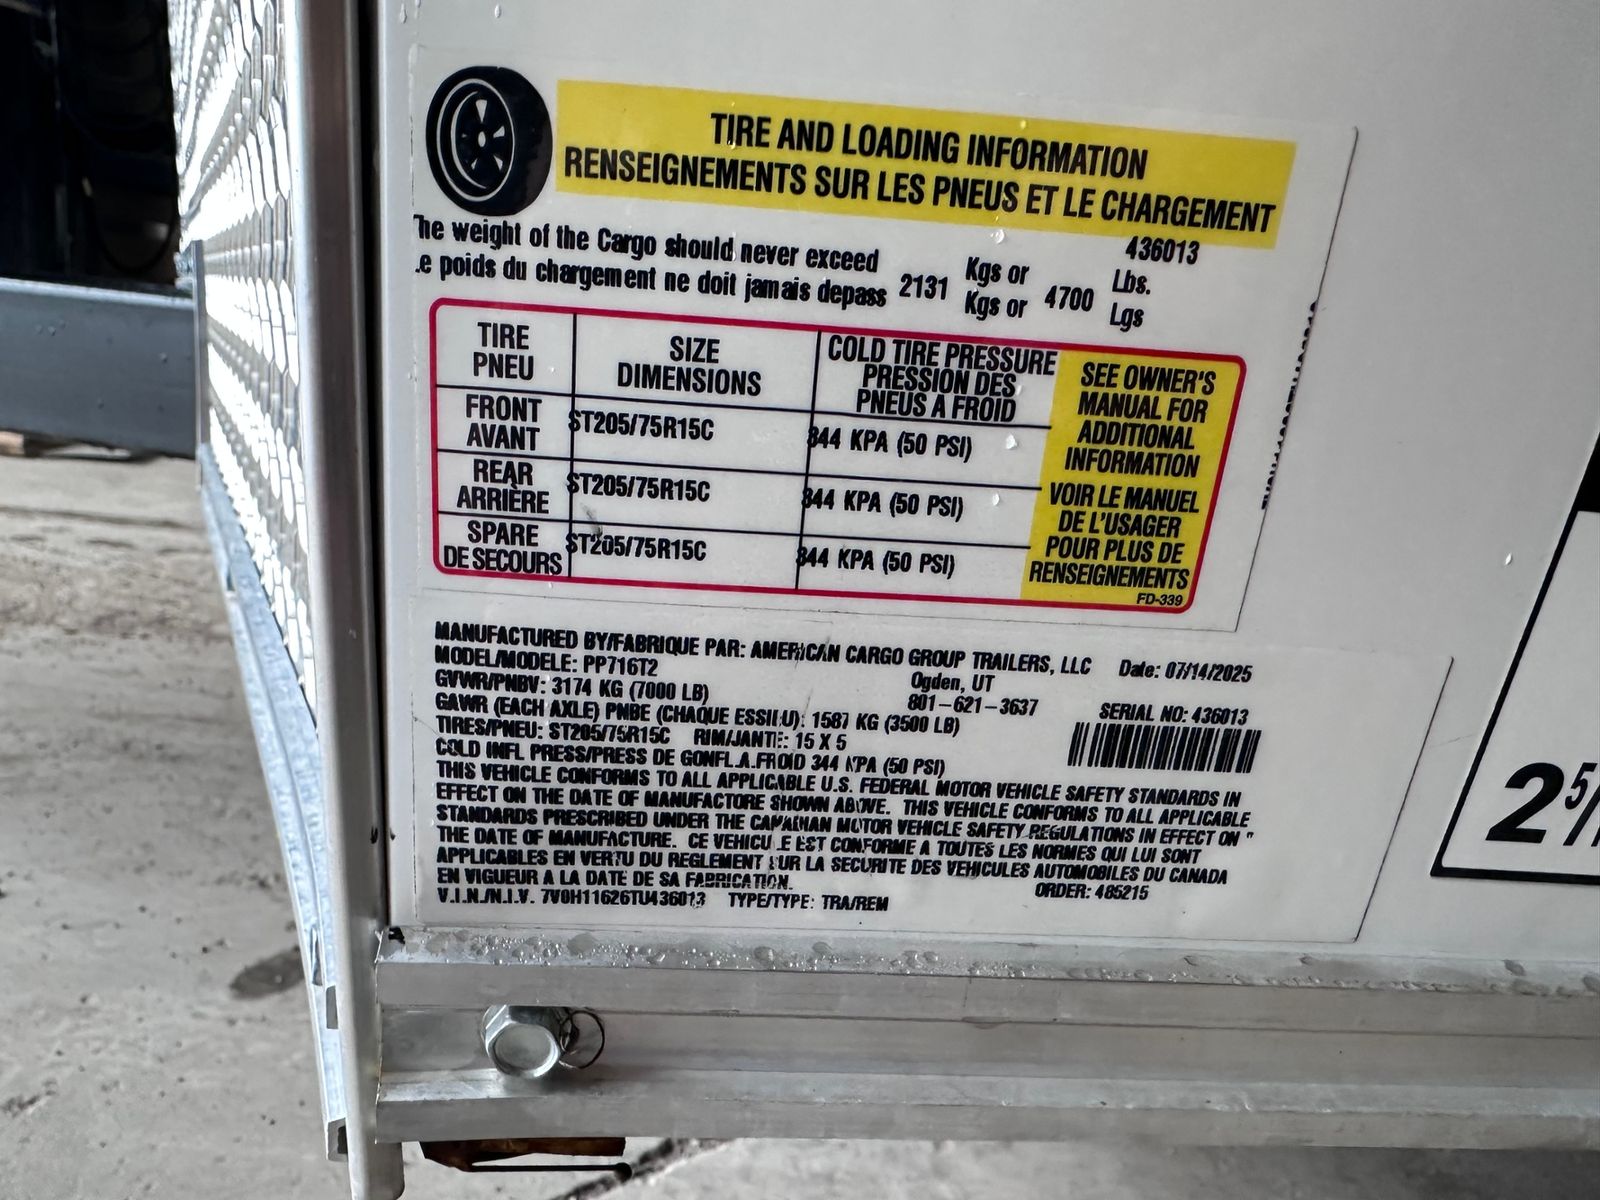 TIRE AND LOADING INFORMATION
RENSEIGNEMENTS SUR LES PNEUS ET LE CHARGEMENT
436013
The weight of the Cargo should never exceed
Le poids du chargement ne doit jamais depass
2131
Kgs or
Kgs or
4700
Lbs.
Lgs
TIRE
PNEU
SIZE
DIMENSIONS
COLD TIRE PRESSURE
PRESSION DES
PNEUS A FROID
FRONT
AVANT
ST205/75R15C
344 KPA (50 PSI)
REAR
ARRIÈRE
ST205/75R15C
344 KPA (50 PSI)
SPARE
DE SECOURS
ST205/75R15C
344 KPA (50 PSI)
SEE OWNER'S
MANUAL FOR
ADDITIONAL
INFORMATION
VOIR LE MANUEL
DE L'USAGER
POUR PLUS DE
RENSEIGNEMENTS
FD-339
MANUFACTURED BY/FABRIQUE PAR: AMERICAN CARGO GROUP TRAILERS, LLC Date: 07/14/2025
MODEL/MODELE: PP716T2 Ogden, UT
GVWR/PNBV: 3174 KG (7000 LB) 801-621-3637
GAWR (EACH AXLE) PNBE (CHAQUE ESSIEU): 1587 KG (3500 LB) SERIAL NO: 436013
TIRES/PNEU: ST205/75R15C RIM/JANTE: 15 X 5
COLD INFL PRESS/PRESS DE GONFL.A.FROID 344 KPA (50 PSI)
THIS VEHICLE CONFORMS TO ALL APPLICABLE U.S. FEDERAL MOTOR VEHICLE SAFETY STANDARDS IN
EFFECT ON THE DATE OF MANUFACTORE SHOWN ABOVE. THIS VEHICLE CONFORMS TO ALL APPLICABLE
STANDARDS PRESCRIBED UNDER THE CANADIAN MOTOR VEHICLE SAFETY REGULATIONS IN EFFECT ON "
THE DATE OF MANUFACTURE. CE VEHICULE EST CONFORME A TOUTES LES NORMES QUI LUI SONT
APPLICABLES EN VERTU DU REGLEMENT SUR LA SECURITE DES VEHICULES AUTOMOBILES DU CANADA
EN VIGUEUR A LA DATE DE SA FABRICATION. ORDER: 485215
V.I.N./N.I.V. 7V0H11626TU436013 TYPE/TYPE: TRA/REM
2 5/